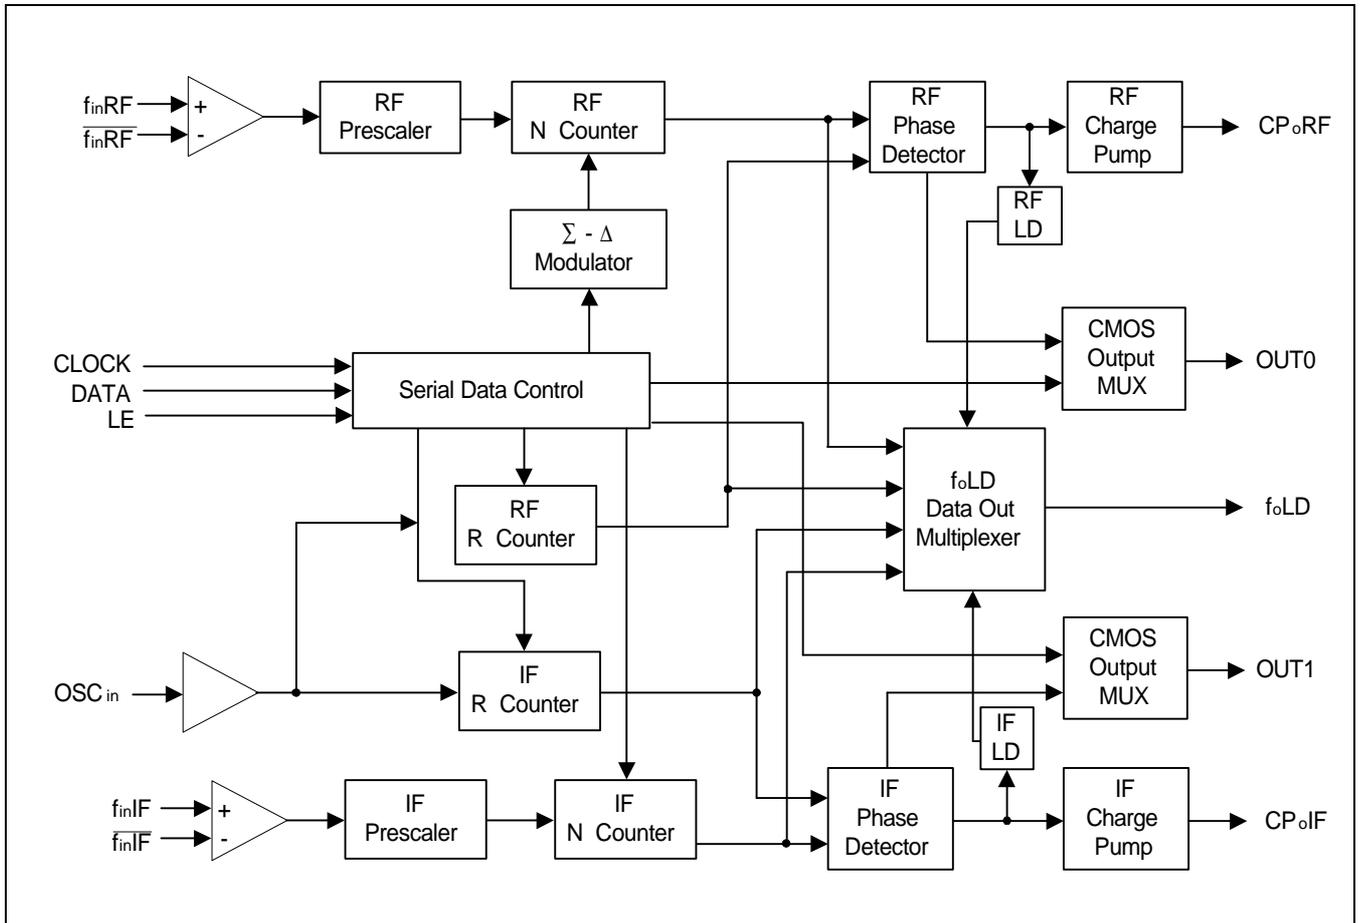 finRF
finRF
+
-
RF
Prescaler
RF
N Counter
RF
Phase
Detector
RF
Charge
Pump
CPoRF
RF
LD
Σ - Δ
Modulator
CMOS
Output
MUX
OUT0
CLOCK
DATA
LE
Serial Data Control
foLD
Data Out
Multiplexer
foLD
RF
R Counter
OSCin
IF
R Counter
CMOS
Output
MUX
OUT1
IF
LD
finIF
finIF
+
-
IF
Prescaler
IF
N Counter
IF
Phase
Detector
IF
Charge
Pump
CPoIF